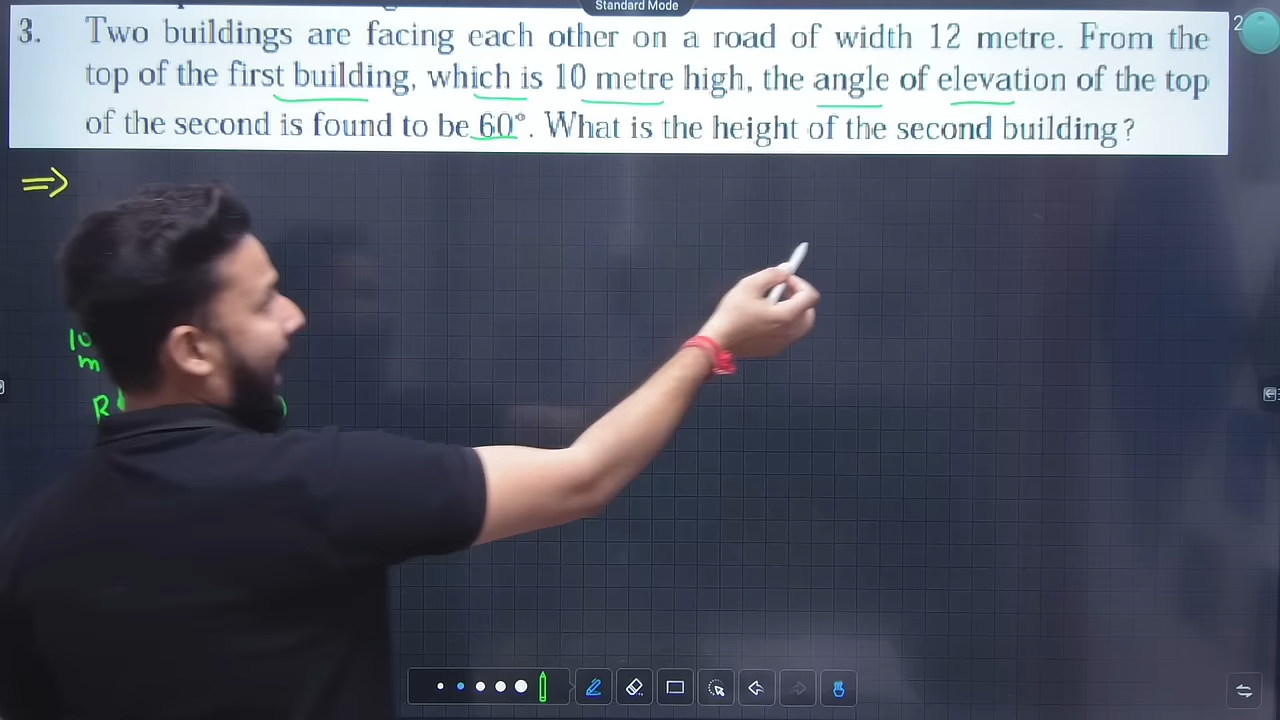 Standard Mode
3. Two buildings are facing each other on a road of width 12 metre. From the
top of the first building, which is 10 metre high, the angle of elevation of the top
of the second is found to be 60°. What is the height of the second building?
⇒
10
m
R